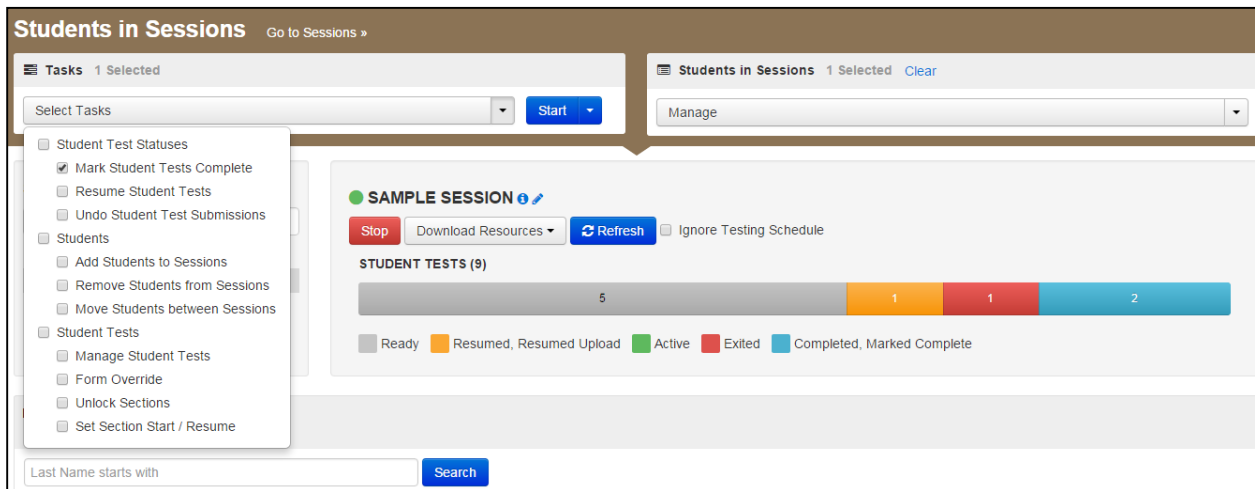 Students in Sessions Go to Sessions »
Tasks 1 Selected
Students in Sessions 1 Selected Clear
Select Tasks
Start
Manage
Student Test Statuses
Mark Student Tests Complete
Resume Student Tests
Undo Student Test Submissions
Students
Add Students to Sessions
Remove Students from Sessions
Move Students between Sessions
Student Tests
Manage Student Tests
Form Override
Unlock Sections
Set Section Start / Resume
SAMPLE SESSION
Stop Download Resources Refresh Ignore Testing Schedule
STUDENT TESTS (9)
5 1 1 2
Ready Resumed, Resumed Upload Active Exited Completed, Marked Complete
Last Name starts with Search